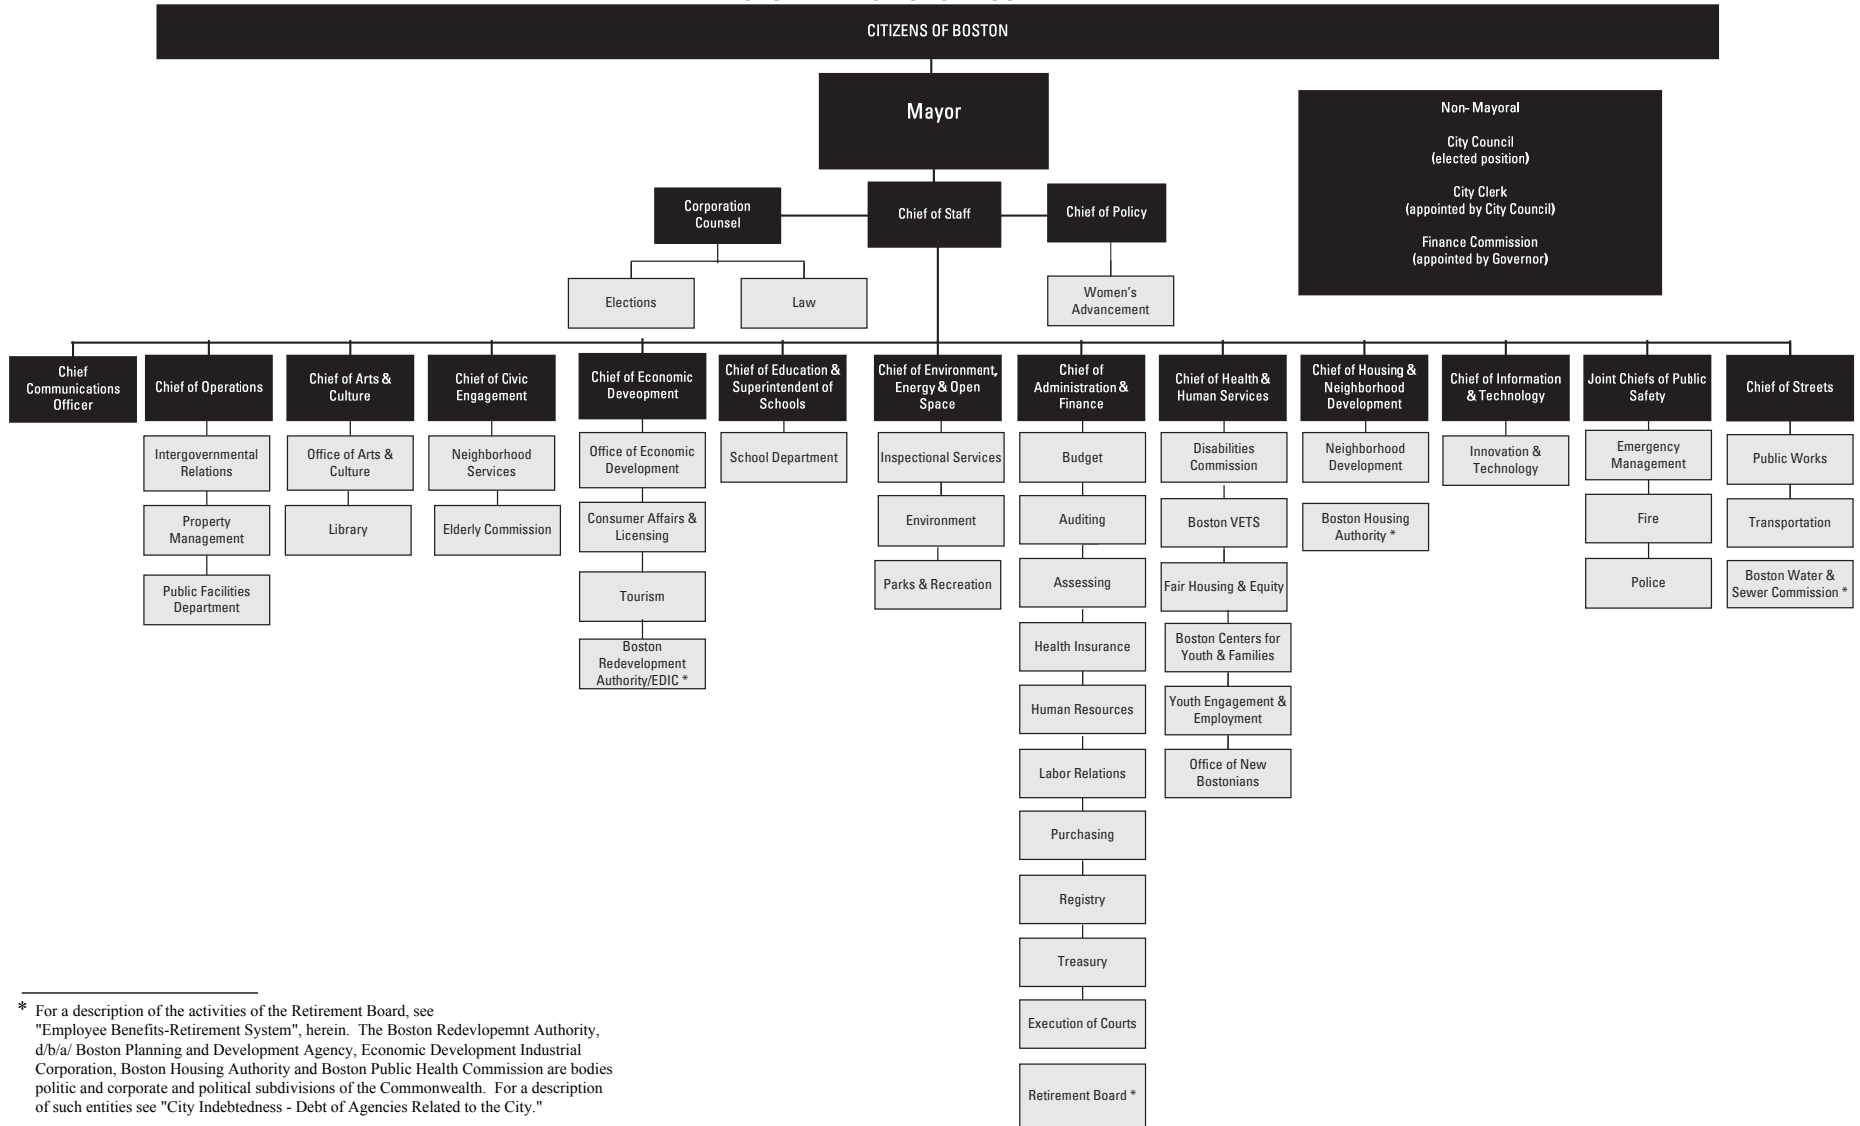 CITIZENS OF BOSTON
Mayor
Non- Mayoral
City Council
(elected position)
City Clerk
(appointed by City Council)
Finance Commission
(appointed by Governor)
Corporation
Counsel
Chief of Staff
Chief of Policy
Elections
Law
Women's
Advancement
Chief
Communications
Officer
Chief of Operations
Intergovernmental
Relations
Property
Management
Public Facilities
Department
Chief of Arts &
Culture
Office of Arts &
Culture
Library
Chief of Civic
Engagement
Neighborhood
Services
Elderly Commission
Chief of Economic
Deveopment
Office of Economic
Development
Consumer Affairs &
Licensing
Tourism
Boston
Redevelopment
Authority/EDIC *
Chief of Education &
Superintendent of
Schools
School Department
Chief of Environment,
Energy & Open
Space
Inspectional Services
Environment
Parks & Recreation
Chief of
Administration &
Finance
Budget
Auditing
Assessing
Health Insurance
Human Resources
Labor Relations
Purchasing
Registry
Treasury
Execution of Courts
Retirement Board *
Chief of Health &
Human Services
Disabilities
Commission
Boston VETS
Fair Housing & Equity
Boston Centers for
Youth & Families
Youth Engagement &
Employment
Office of New
Bostonians
Chief of Housing &
Neighborhood
Development
Neighborhood
Development
Boston Housing
Authority *
Chief of Information
& Technology
Innovation &
Technology
Joint Chiefs of Public
Safety
Emergency
Management
Fire
Police
Chief of Streets
Public Works
Transportation
Boston Water &
Sewer Commission *
* For a description of the activities of the Retirement Board, see
"Employee Benefits-Retirement System", herein. The Boston Redevlopemnt Authority,
d/b/a/ Boston Planning and Development Agency, Economic Development Industrial
Corporation, Boston Housing Authority and Boston Public Health Commission are bodies
politic and corporate and political subdivisions of the Commonwealth. For a description
of such entities see "City Indebtedness - Debt of Agencies Related to the City."